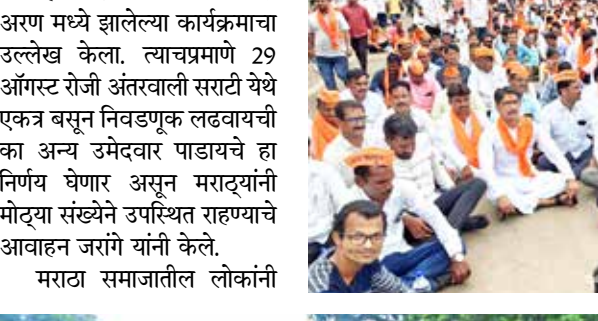 अरण मध्ये झालेल्या कार्यक्रमाचा
उल्लेख केला. त्याचप्रमाणे 29
ऑगस्ट रोजी अंतरवाली सराटी येथे
एकत्र बसून निवडणूक लढवायची
का अन्य उमेदवार पाडायचे हा
निर्णय घेणार असून मराठ्यांनी
मोठ्या संख्येने उपस्थित राहण्याचे
आवाहन जरांगे यांनी केले.
मराठा समाजातील लोकांनी